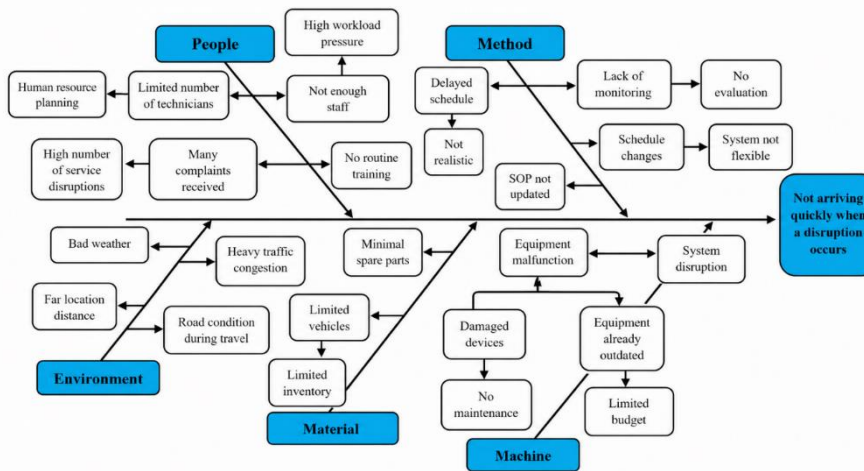 People
High workload
pressure
Method
Human resource
planning
Limited number
of technicians
Not enough
staff
Delayed
schedule
Lack of
monitoring
No
evaluation
Not
realistic
Schedule
changes
System not
flexible
High number
of service
disruptions
Many
complaints
received
No routine
training
SOP not
updated
Not arriving
quickly when
a disruption
occurs
Bad weather
Heavy traffic
congestion
Minimal
spare parts
Equipment
malfunction
System
disruption
Far location
distance
Road condition
during travel
Limited
vehicles
Damaged
devices
Equipment
already
outdated
Environment
Limited
inventory
No
maintenance
Limited
budget
Material
Machine